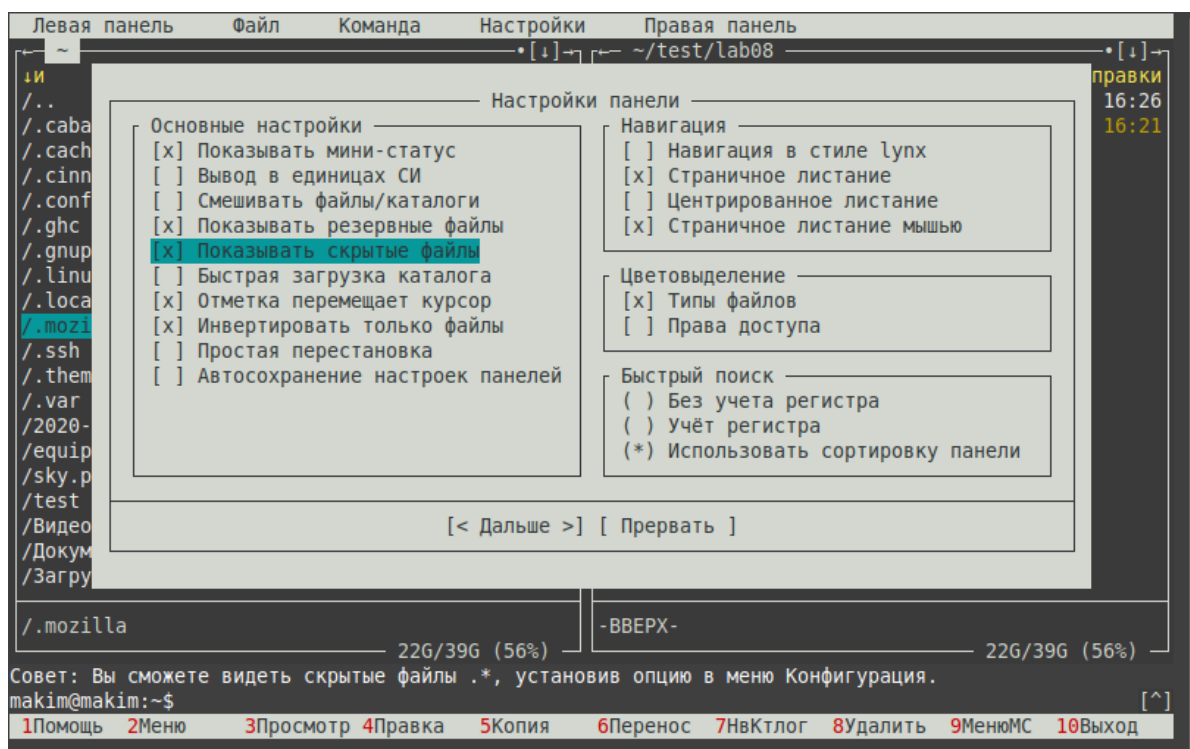 Левая панель Файл Команда Настройки Правая панель
~ •[↓] ~/test/lab08 •[↓]
↓и правки
/.. 16:26
/.caba 16:21
/.cach
/.cinn
/.conf
/.ghc
/.gnup
/.linu
/.loca
/.mozi
/.ssh
/.them
/.var
/2020-
/equip
/sky.p
/test
/Видео
/Докум
/Загру
Настройки панели
Основные настройки
[x] Показывать мини-статус
[ ] Вывод в единицах СИ
[ ] Смешивать файлы/каталоги
[x] Показывать резервные файлы
[x] Показывать скрытые файлы
[ ] Быстрая загрузка каталога
[x] Отметка перемещает курсор
[x] Инвертировать только файлы
[ ] Простая перестановка
[ ] Автосохранение настроек панелей
Навигация
[ ] Навигация в стиле lynx
[x] Страничное листание
[ ] Центрированное листание
[x] Страничное листание мышью
Цветовыделение
[x] Типы файлов
[ ] Права доступа
Быстрый поиск
( ) Без учета регистра
( ) Учёт регистра
(*) Использовать сортировку панели
[< Дальше >] [ Прервать ]
/.mozilla -ВВЕРХ-
22G/39G (56%) 22G/39G (56%)
Совет: Вы сможете видеть скрытые файлы .*, установив опцию в меню Конфигурация.
makim@makim:~$ [^]
1Помощь 2Меню 3Просмотр 4Правка 5Копия 6Перенос 7НвКтлог 8Удалить 9МенюMC 10Выход